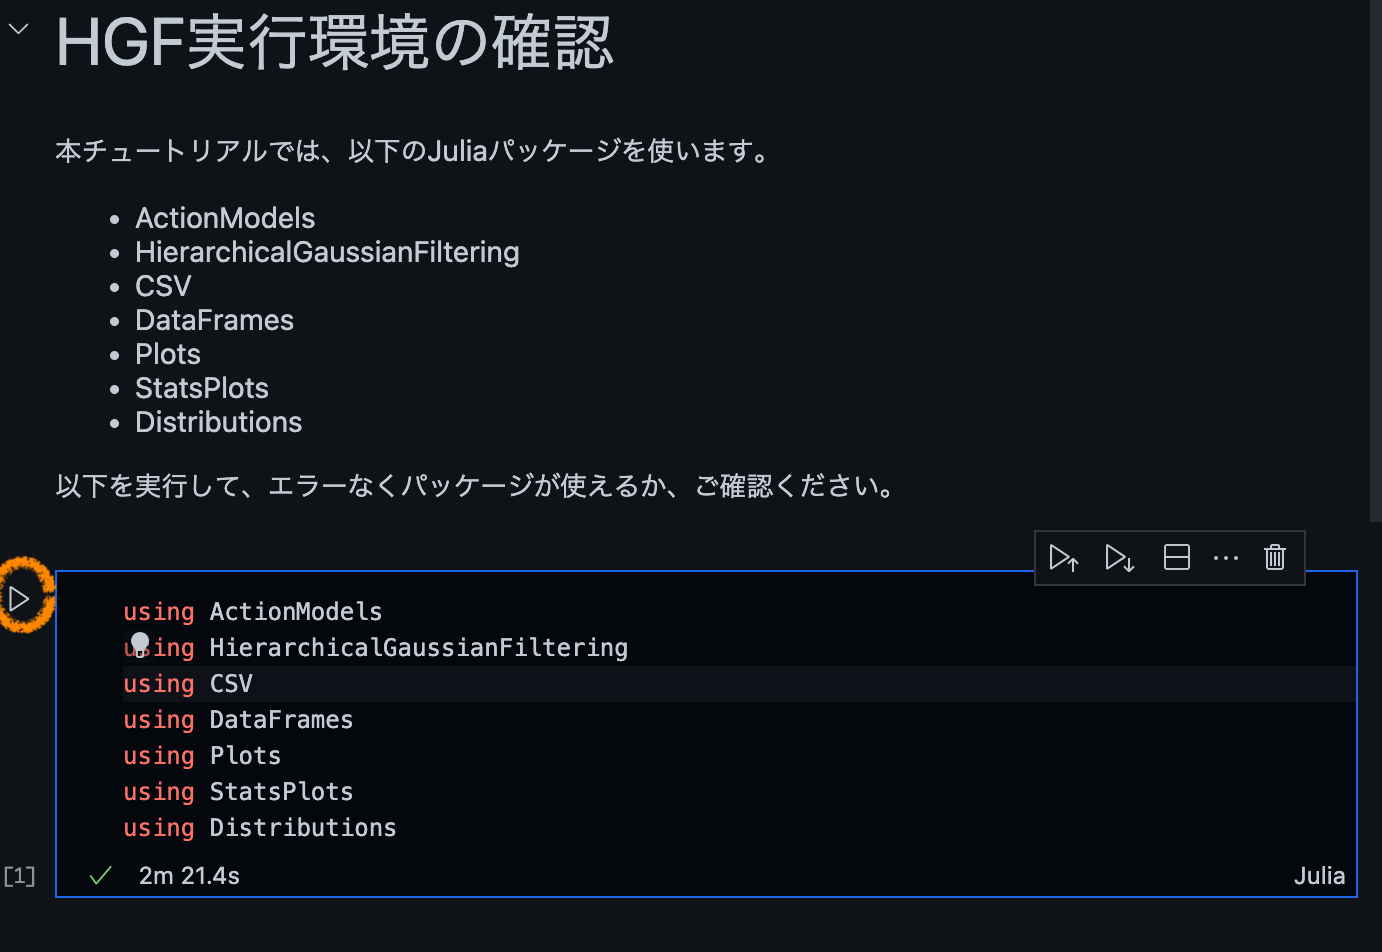 HGF実行環境の確認
本チュートリアルでは、以下のJuliaパッケージを使います。
ActionModels
HierarchicalGaussianFiltering
CSV
DataFrames
Plots
StatsPlots
Distributions
以下を実行して、エラーなくパッケージが使えるか、ご確認ください。
using ActionModels
using HierarchicalGaussianFiltering
using CSV
using DataFrames
using Plots
using StatsPlots
using Distributions
[1] 2m 21.4s Julia